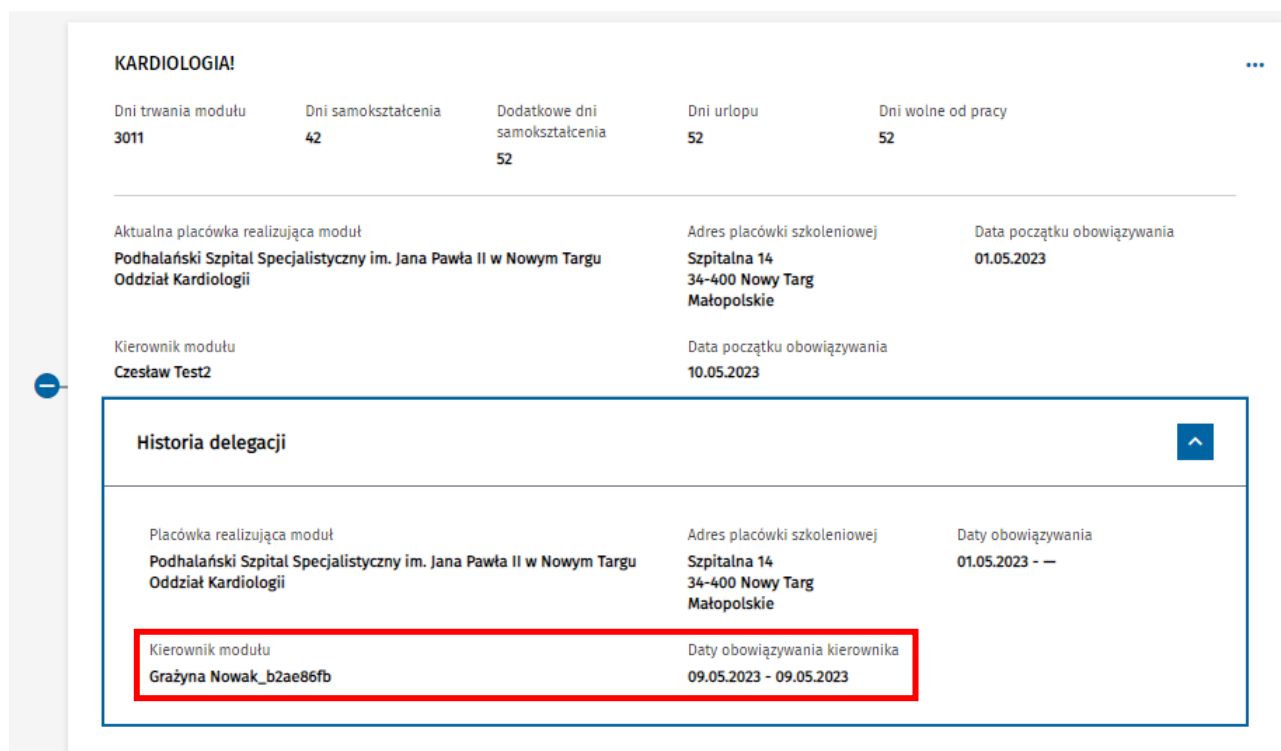 KARDIOLOGIA!
Dni trwania modułu
3011
Dni samokształcenia
42
Dodatkowe dni
samokształcenia
52
Dni urlopu
52
Dni wolne od pracy
52
Aktualna placówka realizująca moduł
Podhalański Szpital Specjalistyczny im. Jana Pawła II w Nowym Targu
Oddział Kardiologii
Adres placówki szkoleniowej
Szpitalna 14
34-400 Nowy Targ
Małopolskie
Data początku obowiązywania
01.05.2023
Kierownik modułu
Czesław Test2
Data początku obowiązywania
10.05.2023
Historia delegacji
Placówka realizująca moduł
Podhalański Szpital Specjalistyczny im. Jana Pawła II w Nowym Targu
Oddział Kardiologii
Adres placówki szkoleniowej
Szpitalna 14
34-400 Nowy Targ
Małopolskie
Daty obowiązywania
01.05.2023 - —
Kierownik modułu
Grażyna Nowak_b2ae86fb
Daty obowiązywania kierownika
09.05.2023 - 09.05.2023